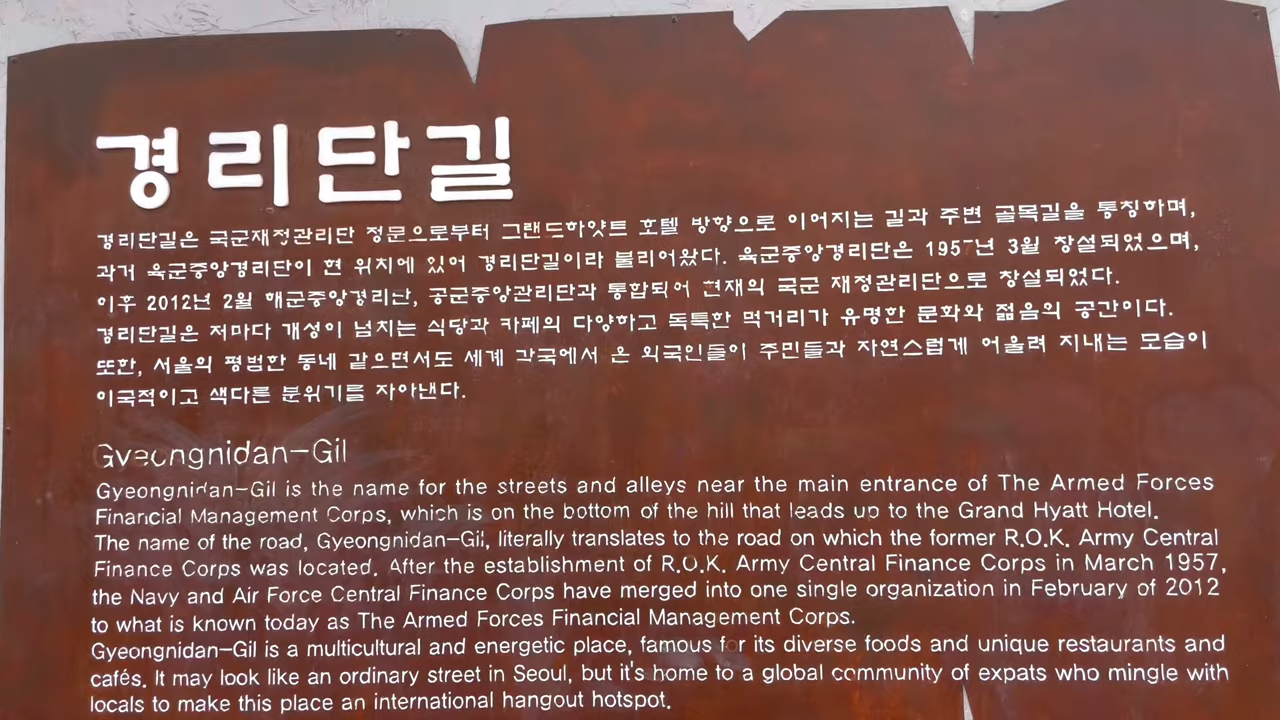 경리단길
경리단길은 국군재정관리단 정문으로부터 그랜드하얏트 호텔 방향으로 이어지는 길과 주변 골목길을 통칭하며,
과거 육군중앙경리단이 현 위치에 있어 경리단길이라 불리어왔다. 육군중앙경리단은 1957년 3월 창설되었으며,
이후 2012년 2월 해군중앙경리단, 공군중앙관리단과 통합되어 현재의 국군 재정관리단으로 창설되었다.
경리단길은 저마다 개성이 넘치는 식당과 카페의 다양하고 독특한 먹거리가 유명한 문화와 젊음의 공간이다.
또한, 서울의 평범한 동네 같으면서도 세계 각국에서 온 외국인들이 주민들과 자연스럽게 어울려 지내는 모습이
이국적이고 색다른 분위기를 자아낸다.
Gyeongnidan-Gil
Gyeongnidan-Gil is the name for the streets and alleys near the main entrance of The Armed Forces
Financial Management Corps, which is on the bottom of the hill that leads up to the Grand Hyatt Hotel.
The name of the road, Gyeongnidan-Gil, literally translates to the road on which the former R.O.K. Army Central
Finance Corps was located. After the establishment of R.O.K. Army Central Finance Corps in March 1957,
the Navy and Air Force Central Finance Corps have merged into one single organization in February of 2012
to what is known today as The Armed Forces Financial Management Corps.
Gyeongnidan-Gil is a multicultural and energetic place, famous for its diverse foods and unique restaurants and
cafés. It may look like an ordinary street in Seoul, but it's home to a global community of expats who mingle with
locals to make this place an international hangout hotspot.